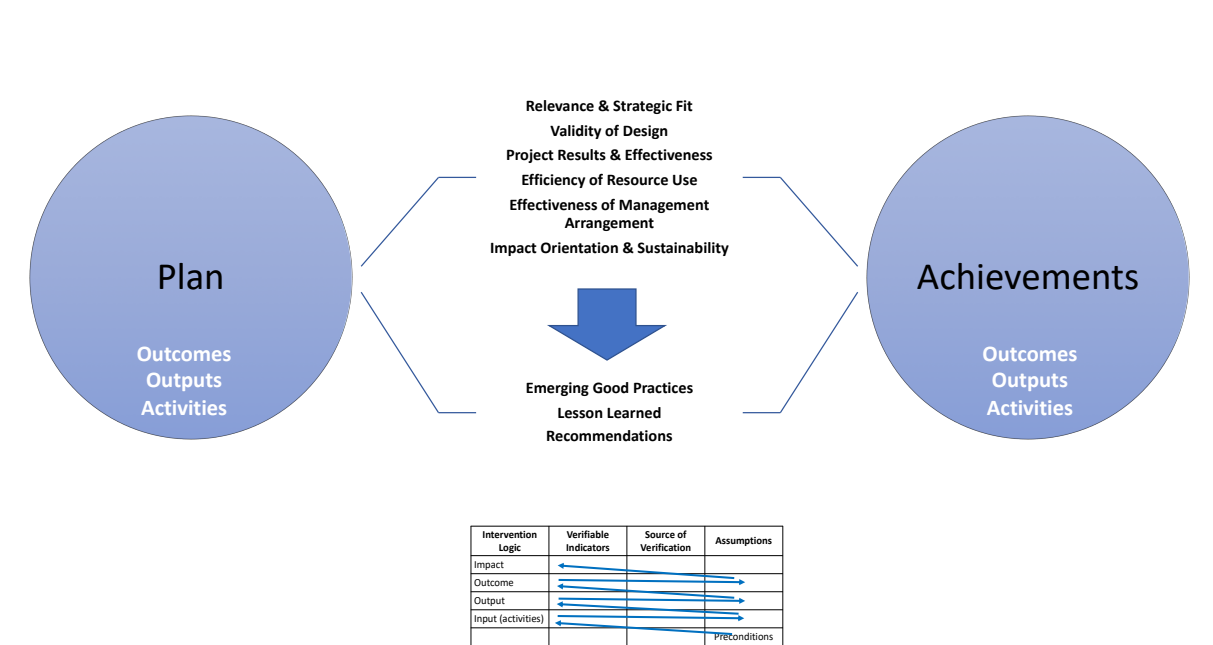 Relevance & Strategic Fit
Validity of Design
Project Results & Effectiveness
Efficiency of Resource Use
Effectiveness of Management
Arrangement
Impact Orientation & Sustainability
Plan
Outcomes
Outputs
Activities
Achievements
Outcomes
Outputs
Activities
Emerging Good Practices
Lesson Learned
Recommendations
Intervention
Logic
Verifiable
Indicators
Source of
Verification
Assumptions
Impact
Outcome
Output
Input (activities)
Preconditions